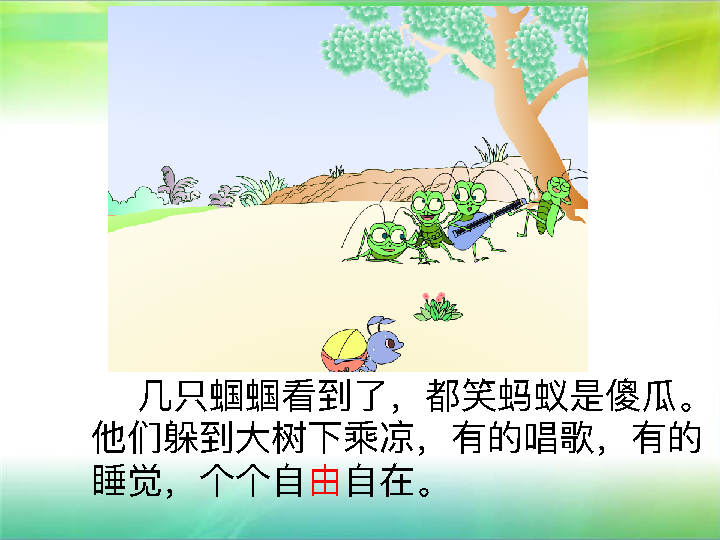 几只蝈蝈看到了，都笑蚂蚁是傻瓜。
他们躲到大树下乘凉，有的唱歌，有的
睡觉，个个自由自在。